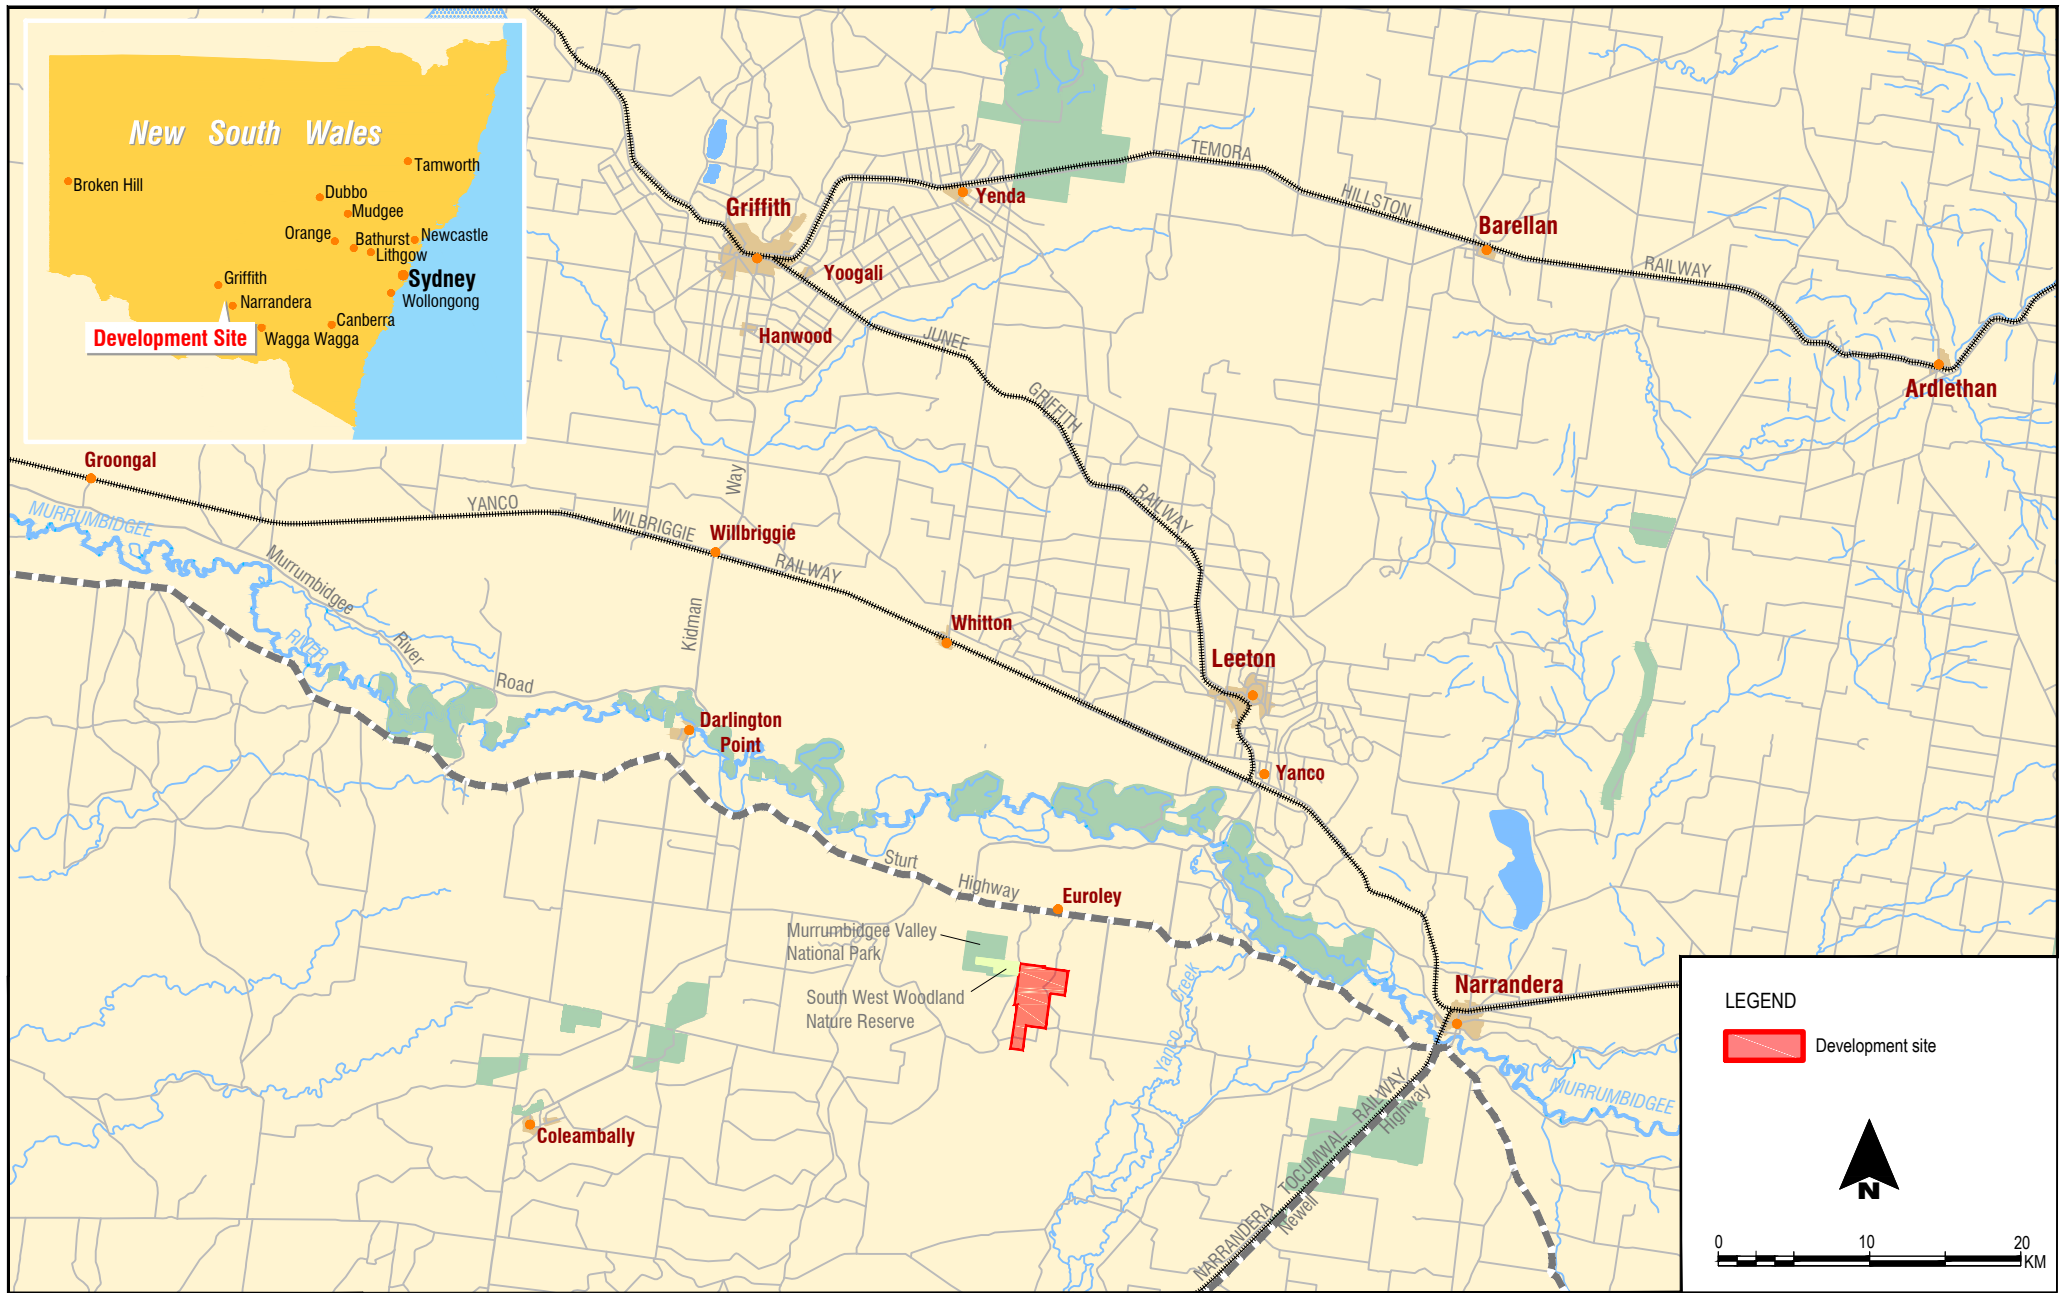 New South Wales
Tamworth
Broken Hill
Dubbo
Mudgee
Orange
Bathurst
Newcastle
Lithgow
Griffith
Sydney
Narrandera
Wollongong
Canberra
Development Site
Wagga Wagga
TEMORA
HILLSTON
RAILWAY
Yenda
Griffith
Barellan
Yoogali
Hanwood
JUNEE
GRIFFITH
RAILWAY
Ardlethan
Groongal
MURRUMBIDGEE
RIVER
YANCO
WILBRIGGIE
RAILWAY
Way
Kidman
Willbriggie
Murrumbidgee
River
Road
Whitton
Leeton
Darlington
Point
Yanco
Sturt
Highway
Euroley
Murrumbidgee Valley
National Park
South West Woodland
Nature Reserve
Yanco Creek
Narrandera
MURRUMBIDGEE
Coleambally
NARRANDERA
TOCUMWAL
RAILWAY
Newell
Highway
LEGEND
Development site
N
0 10 20
KM